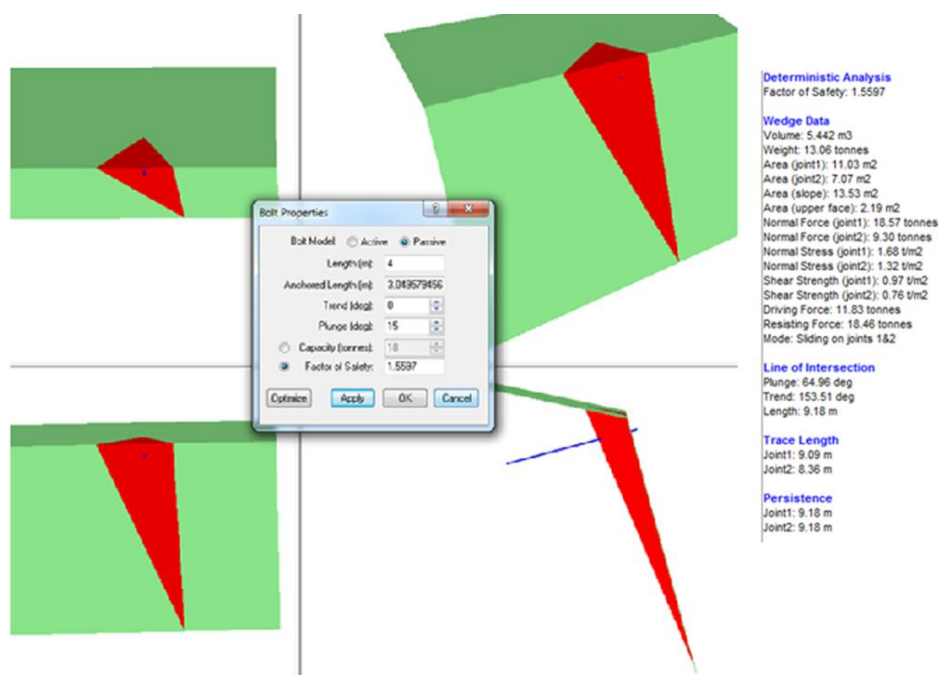 Bolt Properties
Bolt Model: Active Passive
Length (m): 4
Anchored Length (m): 3.049579456
Trend (deg): 0
Plunge (deg): 15
Capacity (tonnes): 18
Factor of Safety: 1.5597
Optimize Apply OK Cancel
Deterministic Analysis
Factor of Safety: 1.5597
Wedge Data
Volume: 5.442 m3
Weight: 13.06 tonnes
Area (joint1): 11.03 m2
Area (joint2): 7.07 m2
Area (slope): 13.53 m2
Area (upper face): 2.19 m2
Normal Force (joint1): 18.57 tonnes
Normal Force (joint2): 9.30 tonnes
Normal Stress (joint1): 1.68 t/m2
Normal Stress (joint2): 1.32 t/m2
Shear Strength (joint1): 0.97 t/m2
Shear Strength (joint2): 0.76 t/m2
Driving Force: 11.83 tonnes
Resisting Force: 18.46 tonnes
Mode: Sliding on joints 1&2
Line of Intersection
Plunge: 64.96 deg
Trend: 153.51 deg
Length: 9.18 m
Trace Length
Joint1: 9.09 m
Joint2: 8.36 m
Persistence
Joint1: 9.18 m
Joint2: 9.18 m